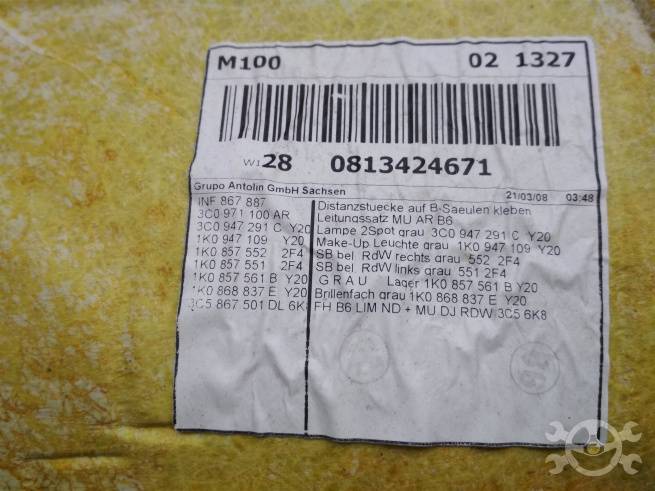 M100 02 1327
W128 0813424671
Grupo Antolin GmbH Sachsen 21/03/08 03:48
INF 867 887 Distanzstuecke auf B-Saeulen kleben
3C0 971 100 AR Leitungssatz MU AR B6
3C0 947 291 C Y20 Lampe 2Spot grau 3C0 947 291 C Y20
1K0 947 109 Y20 Make-Up Leuchte grau 1K0 947 109 Y20
1K0 857 552 2F4 SB bel. RdW rechts grau 552 2F4
1K0 857 551 2F4 SB bel. RdW links grau 551 2F4
1K0 857 561 B Y20 G R A U Lager 1K0 857 561 B Y20
1K0 868 837 E Y20 Brillenfach grau 1K0 868 837 E Y20
3C5 867 501 DL 6K8 FH B6 LIM ND + MU DJ RDW 3C5 6K8